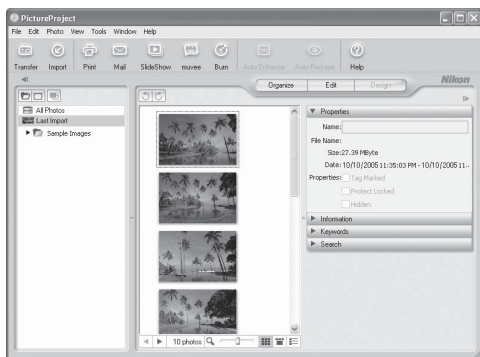 PictureProject
File Edit Photo View Tools Window Help
Transfer Import Print Mail SlideShow muvee Burn Auto Enhance Auto Redeye Help
Organize Edit Design Nikon
All Photos
Last Import
Sample Images
Properties
Name:
File Name:
Size:27.39 MByte
Date:10/10/2005 11:35:03 PM - 10/10/2005 11..
Properties: Tag Marked
Protect Locked
Hidden
Information
Keywords
Search
10 photos